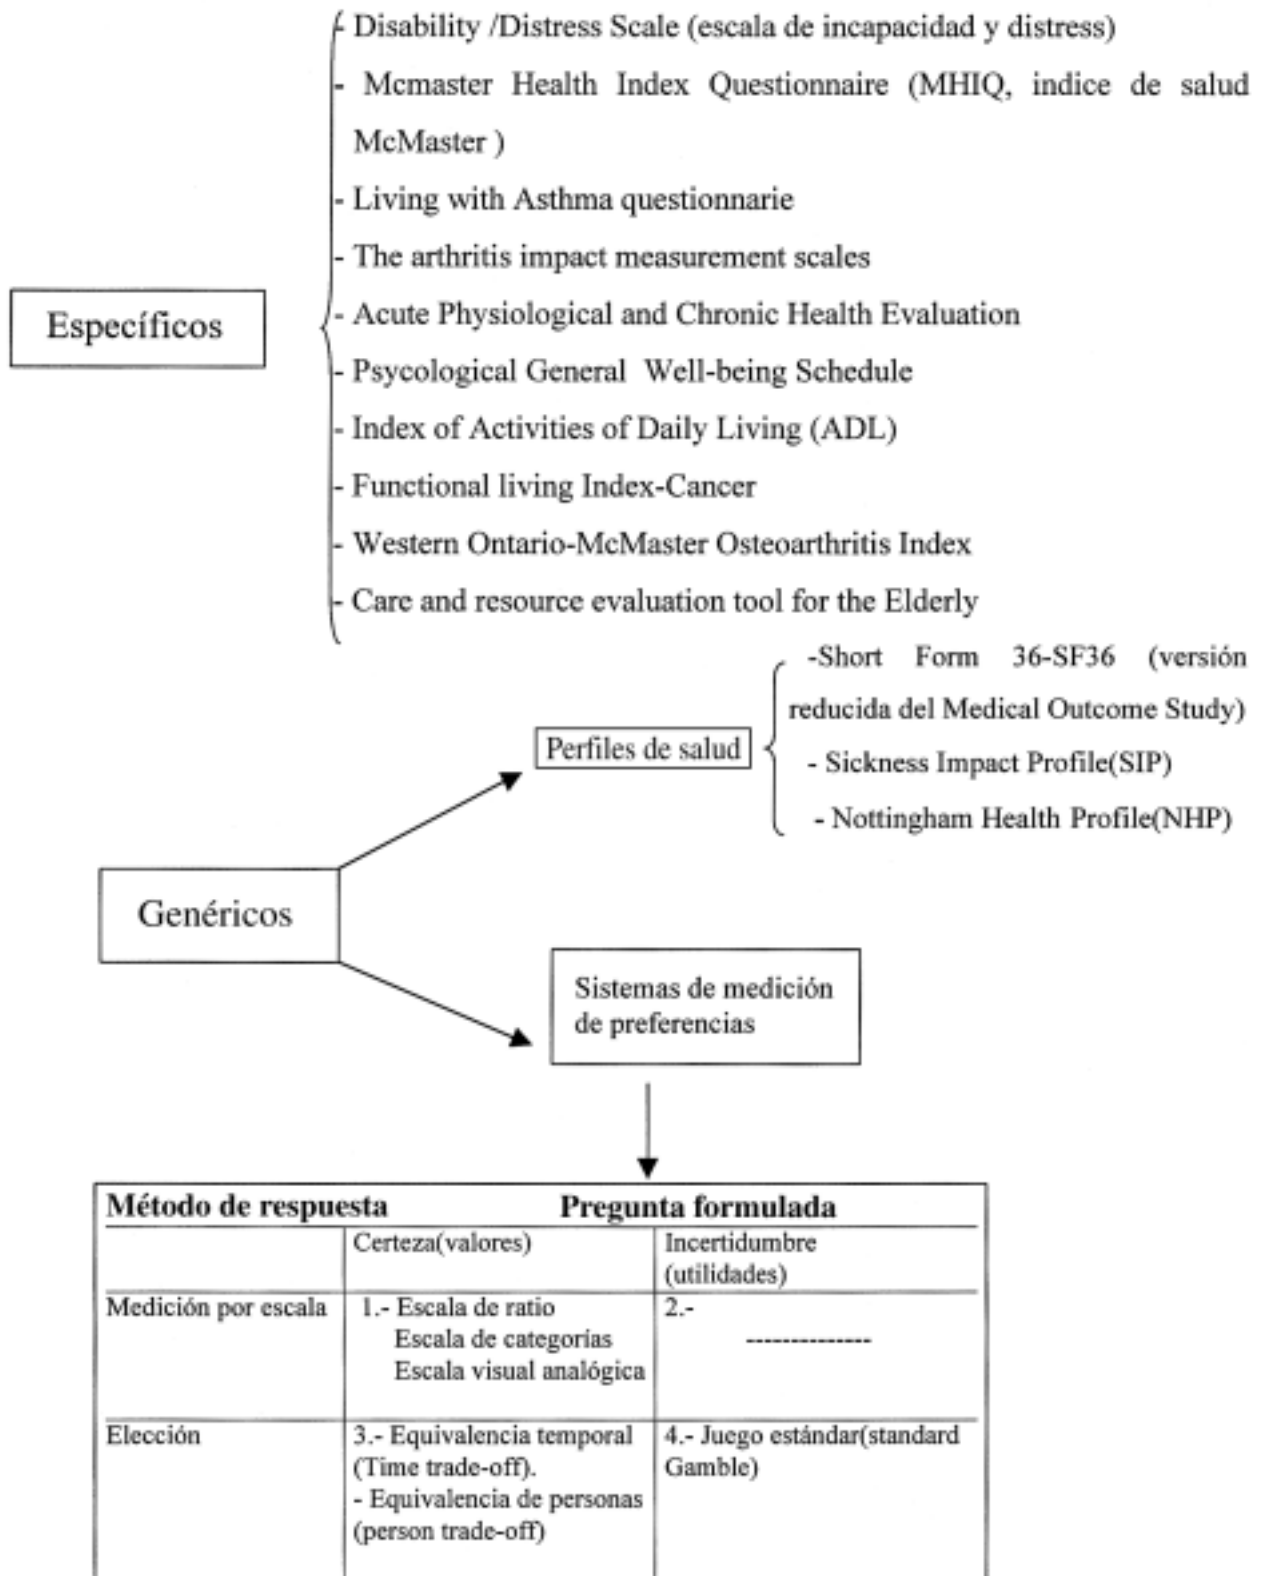 - Disability /Distress Scale (escala de incapacidad y distress)
- Mcmaster Health Index Questionnaire (MHIQ, indice de salud
McMaster )
- Living with Asthma questionnarie
- The arthritis impact measurement scales
Específicos
- Acute Physiological and Chronic Health Evaluation
- Psycological General Well-being Schedule
- Index of Activities of Daily Living (ADL)
- Functional living Index-Cancer
- Western Ontario-McMaster Osteoarthritis Index
- Care and resource evaluation tool for the Elderly
Perfiles de salud
-Short Form 36-SF36 (versión
reducida del Medical Outcome Study)
- Sickness Impact Profile(SIP)
- Nottingham Health Profile(NHP)
Genéricos
Sistemas de medición
de preferencias
Método de respuesta Pregunta formulada
Certeza(valores)
Incertidumbre
(utilidades)
Medición por escala
1.- Escala de ratio
Escala de categorías
Escala visual analógica
2.-
--------------
Elección
3.- Equivalencia temporal
(Time trade-off).
- Equivalencia de personas
(person trade-off)
4.- Juego estándar(standard
Gamble)